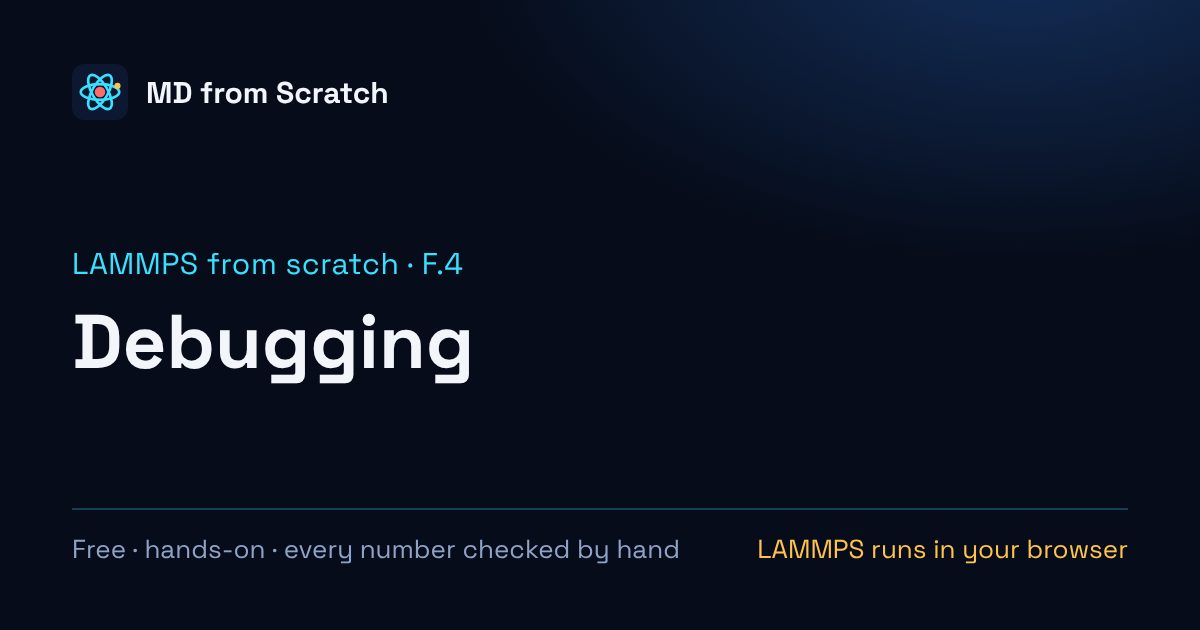 MD from Scratch
LAMMPS from scratch · F.4
Debugging
Free · hands-on · every number checked by hand
LAMMPS runs in your browser